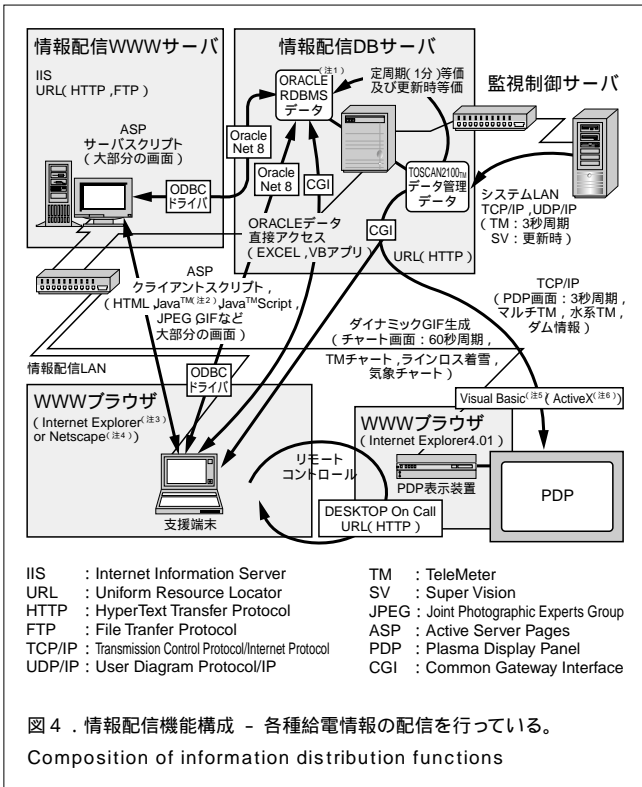 情報配信WWWサーバ
IIS
URL(HTTP ,FTP )
ASP
サーバスクリプト
(大部分の画面)
ODBC
ドライバ
Oracle
Net 8
情報配信DBサーバ
ORACLE(注1)
RDBMS
データ
定周期(1分)等価
及び更新時等価
Oracle
Net 8
CGI
TOSCAN2100TM
データ管理
データ
CGI
URL(HTTP)
ORACLEデータ
直接アクセス
(EXCEL ,VBアプリ)
監視制御サーバ
システムLAN
TCP/IP ,UDP/IP
(TM:3秒周期
SV:更新時)
ASP
クライアントスクリプト,
(HTML ,JavaTM(注2),JavaTMScript ,
JPEG GIFなど
大部分の画面)
情報配信LAN
ODBC
ドライバ
TCP/IP
(PDP画面:3秒周期,
マルチTM ,水系TM ,
ダム情報)
ダイナミックGIF生成
(チャート画面:60秒周期,
TMチャート,ラインロス着雪,
気象チャート)
Visual Basic(注5)( ActiveX(注6))
WWWブラウザ
(Internet Explorer(注3)
or Netscape(注4))
支援端末
リモート
コントロール
DESKTOP On Call
URL(HTTP)
WWWブラウザ
(Internet Explorer4.01)
PDP表示装置
PDP
IIS : Internet Information Server
URL : Uniform Resource Locator
HTTP : HyperText Transfer Protocol
FTP : File Tranfer Protocol
TCP/IP : Transmission Control Protocol/Internet Protocol
UDP/IP : User Diagram Protocol/IP
TM : TeleMeter
SV : Super Vision
JPEG : Joint Photographic Experts Group
ASP : Active Server Pages
PDP : Plasma Display Panel
CGI : Common Gateway Interface
図4.情報配信機能構成 - 各種給電情報の配信を行っている。
Composition of information distribution functions